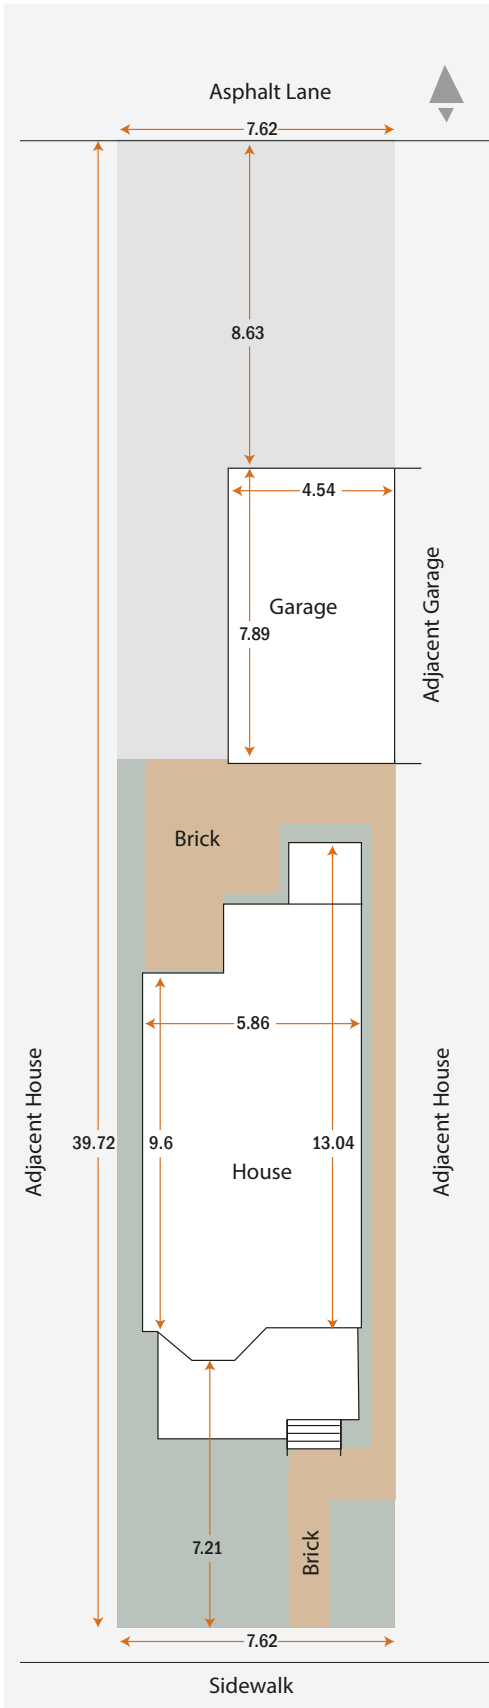 Asphalt Lane
7.62
8.63
4.54
Garage
7.89
Adjacent Garage
Brick
5.86
Adjacent House
39.72
9.6
13.04
Adjacent House
House
7.21
Brick
7.62
Sidewalk